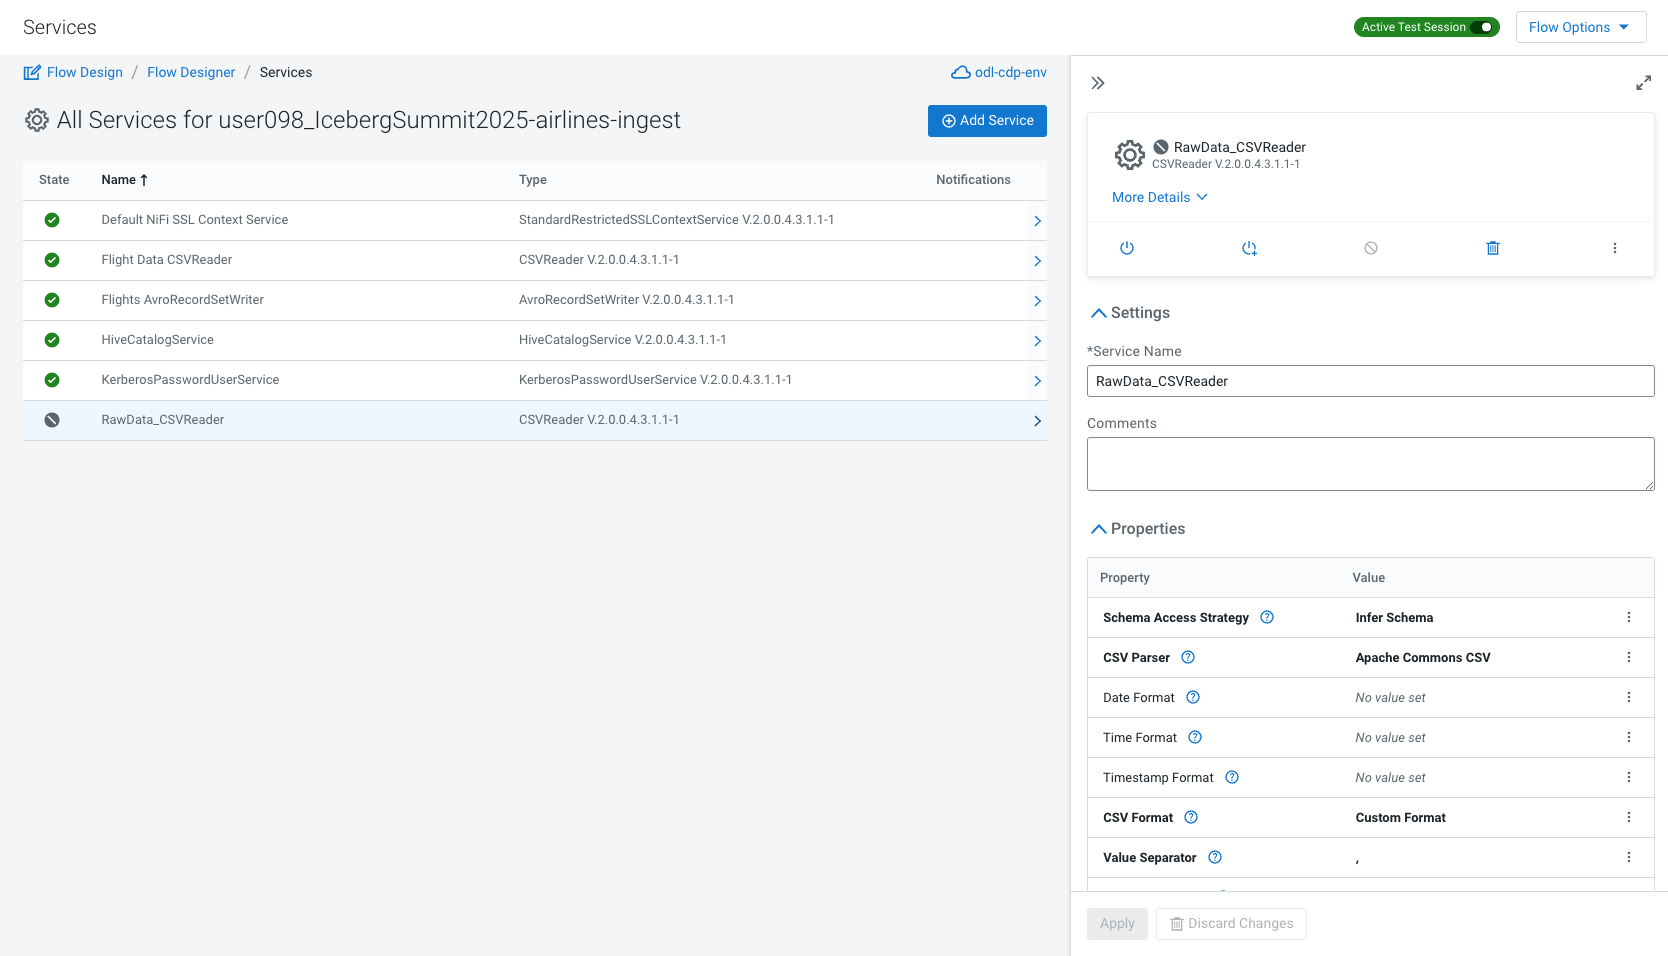 Services
Active Test Session
Flow Options
Flow Design / Flow Designer / Services
odl-cdp-env
All Services for user098_IcebergSummit2025-airlines-ingest
Add Service
State Name Type Notifications
Default NiFi SSL Context Service StandardRestrictedSSLContextService V.2.0.0.4.3.1.1-1
Flight Data CSVReader CSVReader V.2.0.0.4.3.1.1-1
Flights AvroRecordSetWriter AvroRecordSetWriter V.2.0.0.4.3.1.1-1
HiveCatalogService HiveCatalogService V.2.0.0.4.3.1.1-1
KerberosPasswordUserService KerberosPasswordUserService V.2.0.0.4.3.1.1-1
RawData_CSVReader CSVReader V.2.0.0.4.3.1.1-1
RawData_CSVReader
CSVReader V.2.0.0.4.3.1.1-1
More Details
Settings
*Service Name
RawData_CSVReader
Comments
Properties
Property Value
Schema Access Strategy Infer Schema
CSV Parser Apache Commons CSV
Date Format No value set
Time Format No value set
Timestamp Format No value set
CSV Format Custom Format
Value Separator ,
Apply Discard Changes